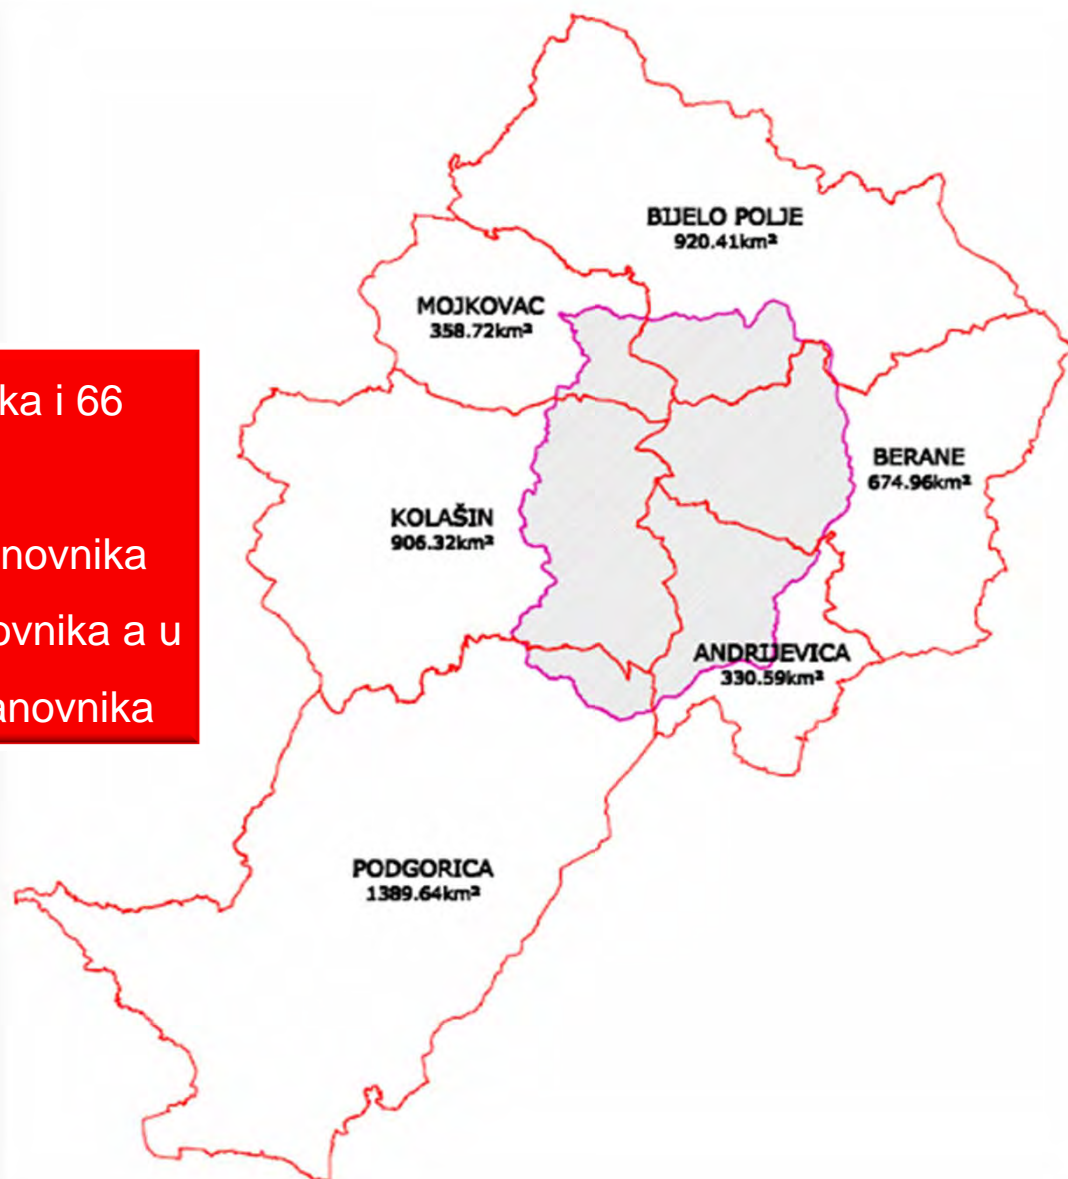 BIJELO POLJE
920.41km²
MOJKOVAC
358.72km²
ka i 66
novnika
ovnika a u
anovnika
KOLAŠIN
906.32km²
BERANE
674.96km²
ANDRIJEVICA
330.59km²
PODGORICA
1389.64km²